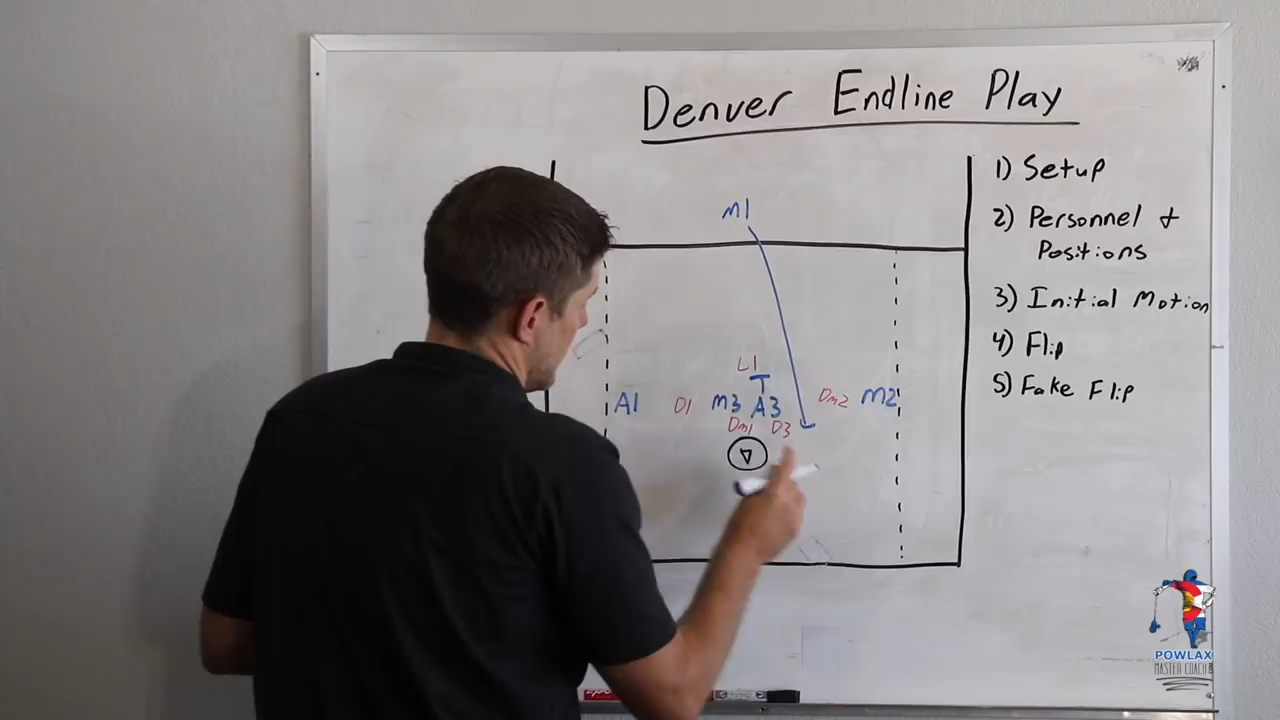 Denver Endline Play
1) Setup
2) Personnel +
Positions
3) Initial Motion
4) Flip
5) Fake Flip
M1
L1
A1 D1 M3 A3 Dm2 M2
Dm1 D3
POWLAX
MASTER COACH